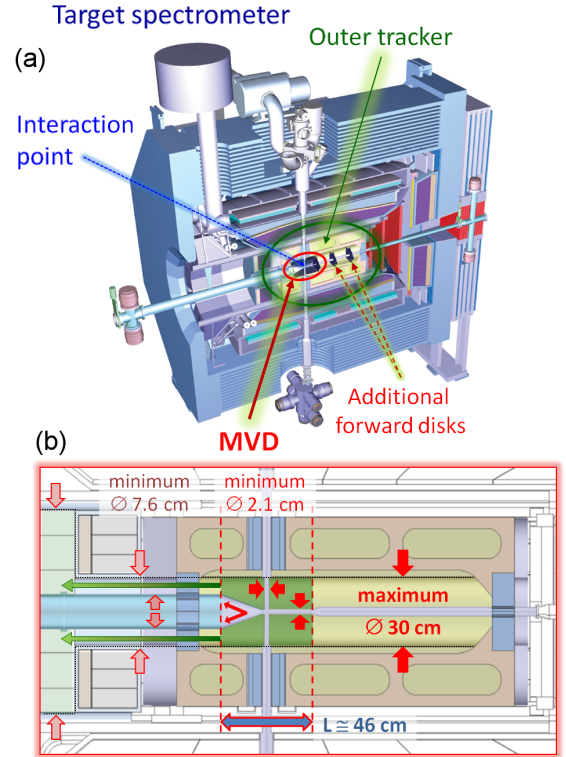 Target spectrometer
(a)
Outer tracker
Interaction
point
Additional
forward disks
MVD
(b)
minimum
∅ 7.6 cm
minimum
∅ 2.1 cm
maximum
∅ 30 cm
L ≅ 46 cm